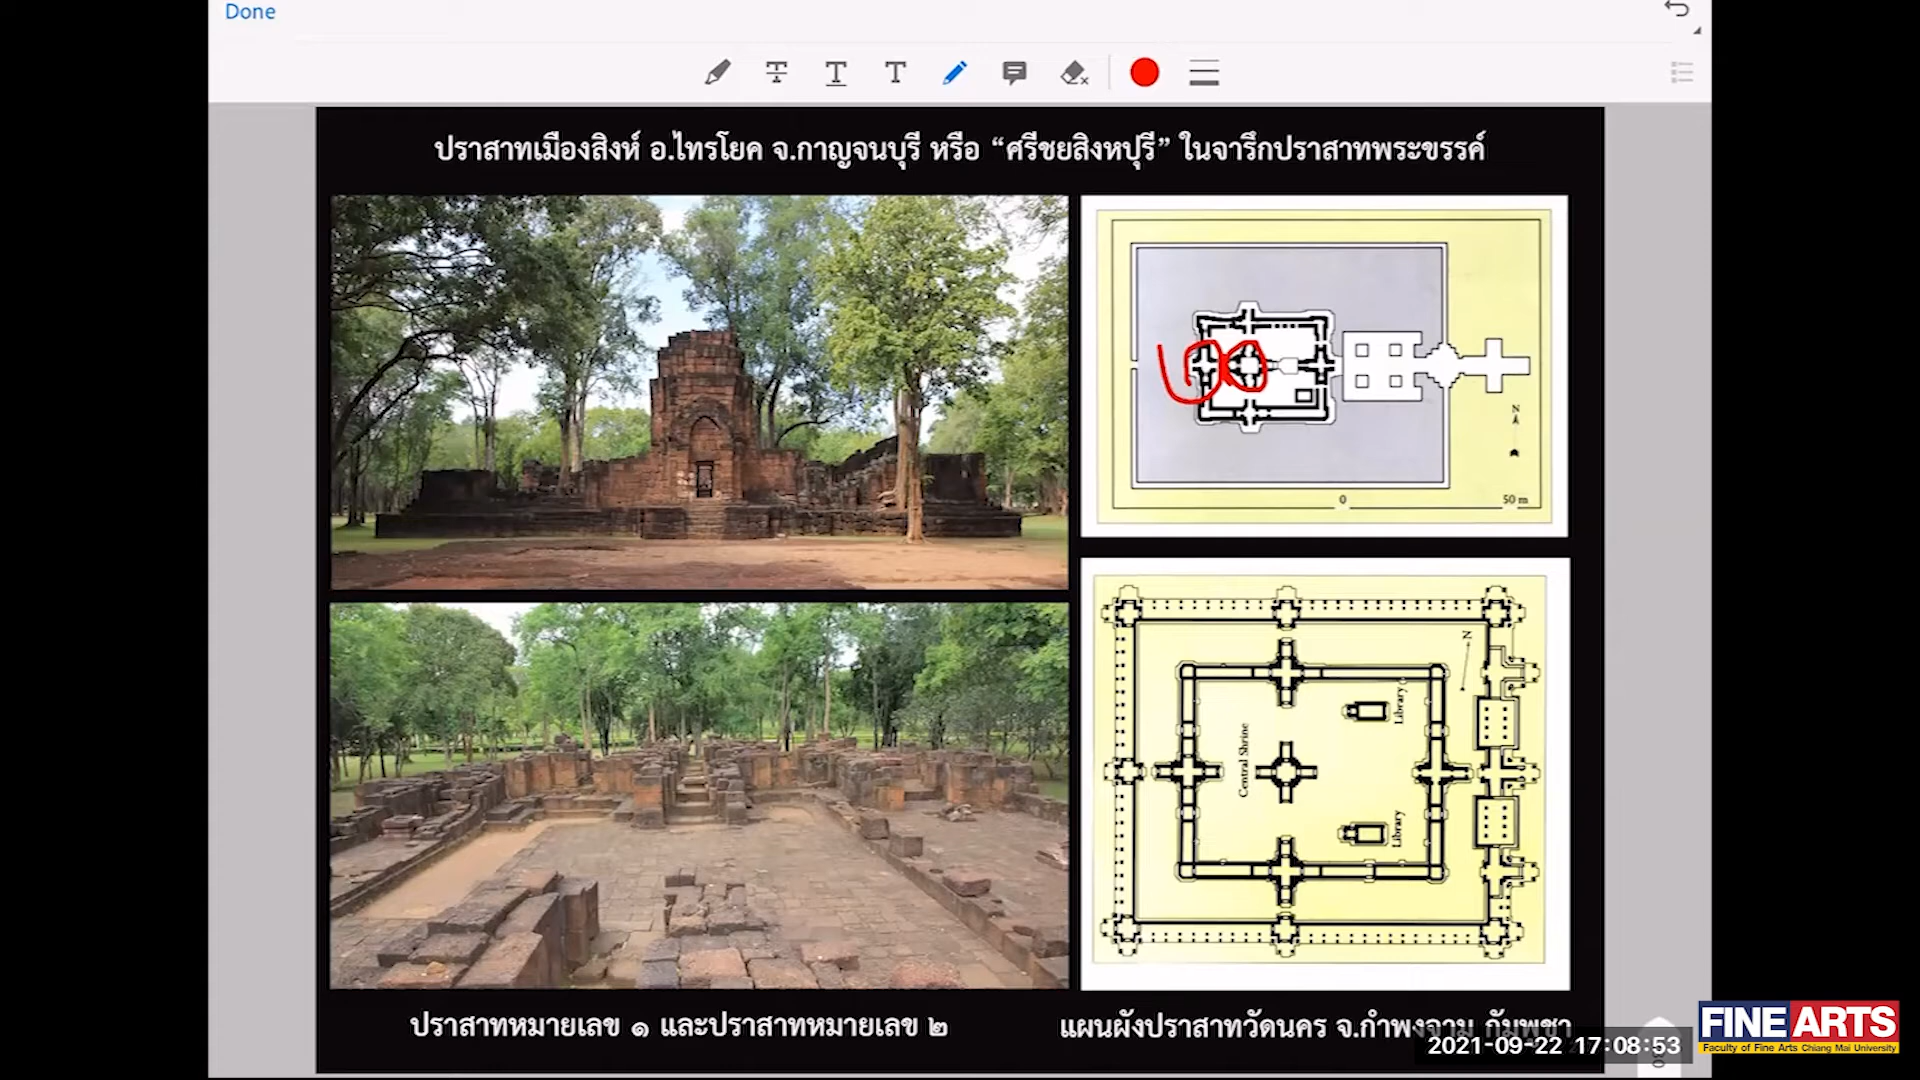 Done
ปราสาทเมืองสิงห์ อ.ไทรโยค จ.กาญจนบุรี หรือ “ศรีชยสิงหปุรี” ในจารึกปราสาทพระขรรค์
N
0 50 m
N
Library
Central Shrine
Library
ปราสาทหมายเลข ๑ และปราสาทหมายเลข ๒
แผนผังปราสาทวัดนคร จ.กำพงจาม กัมพูชา
2021-09-22 17:08:53
FINE ARTS
Faculty of Fine Arts Chiang Mai University